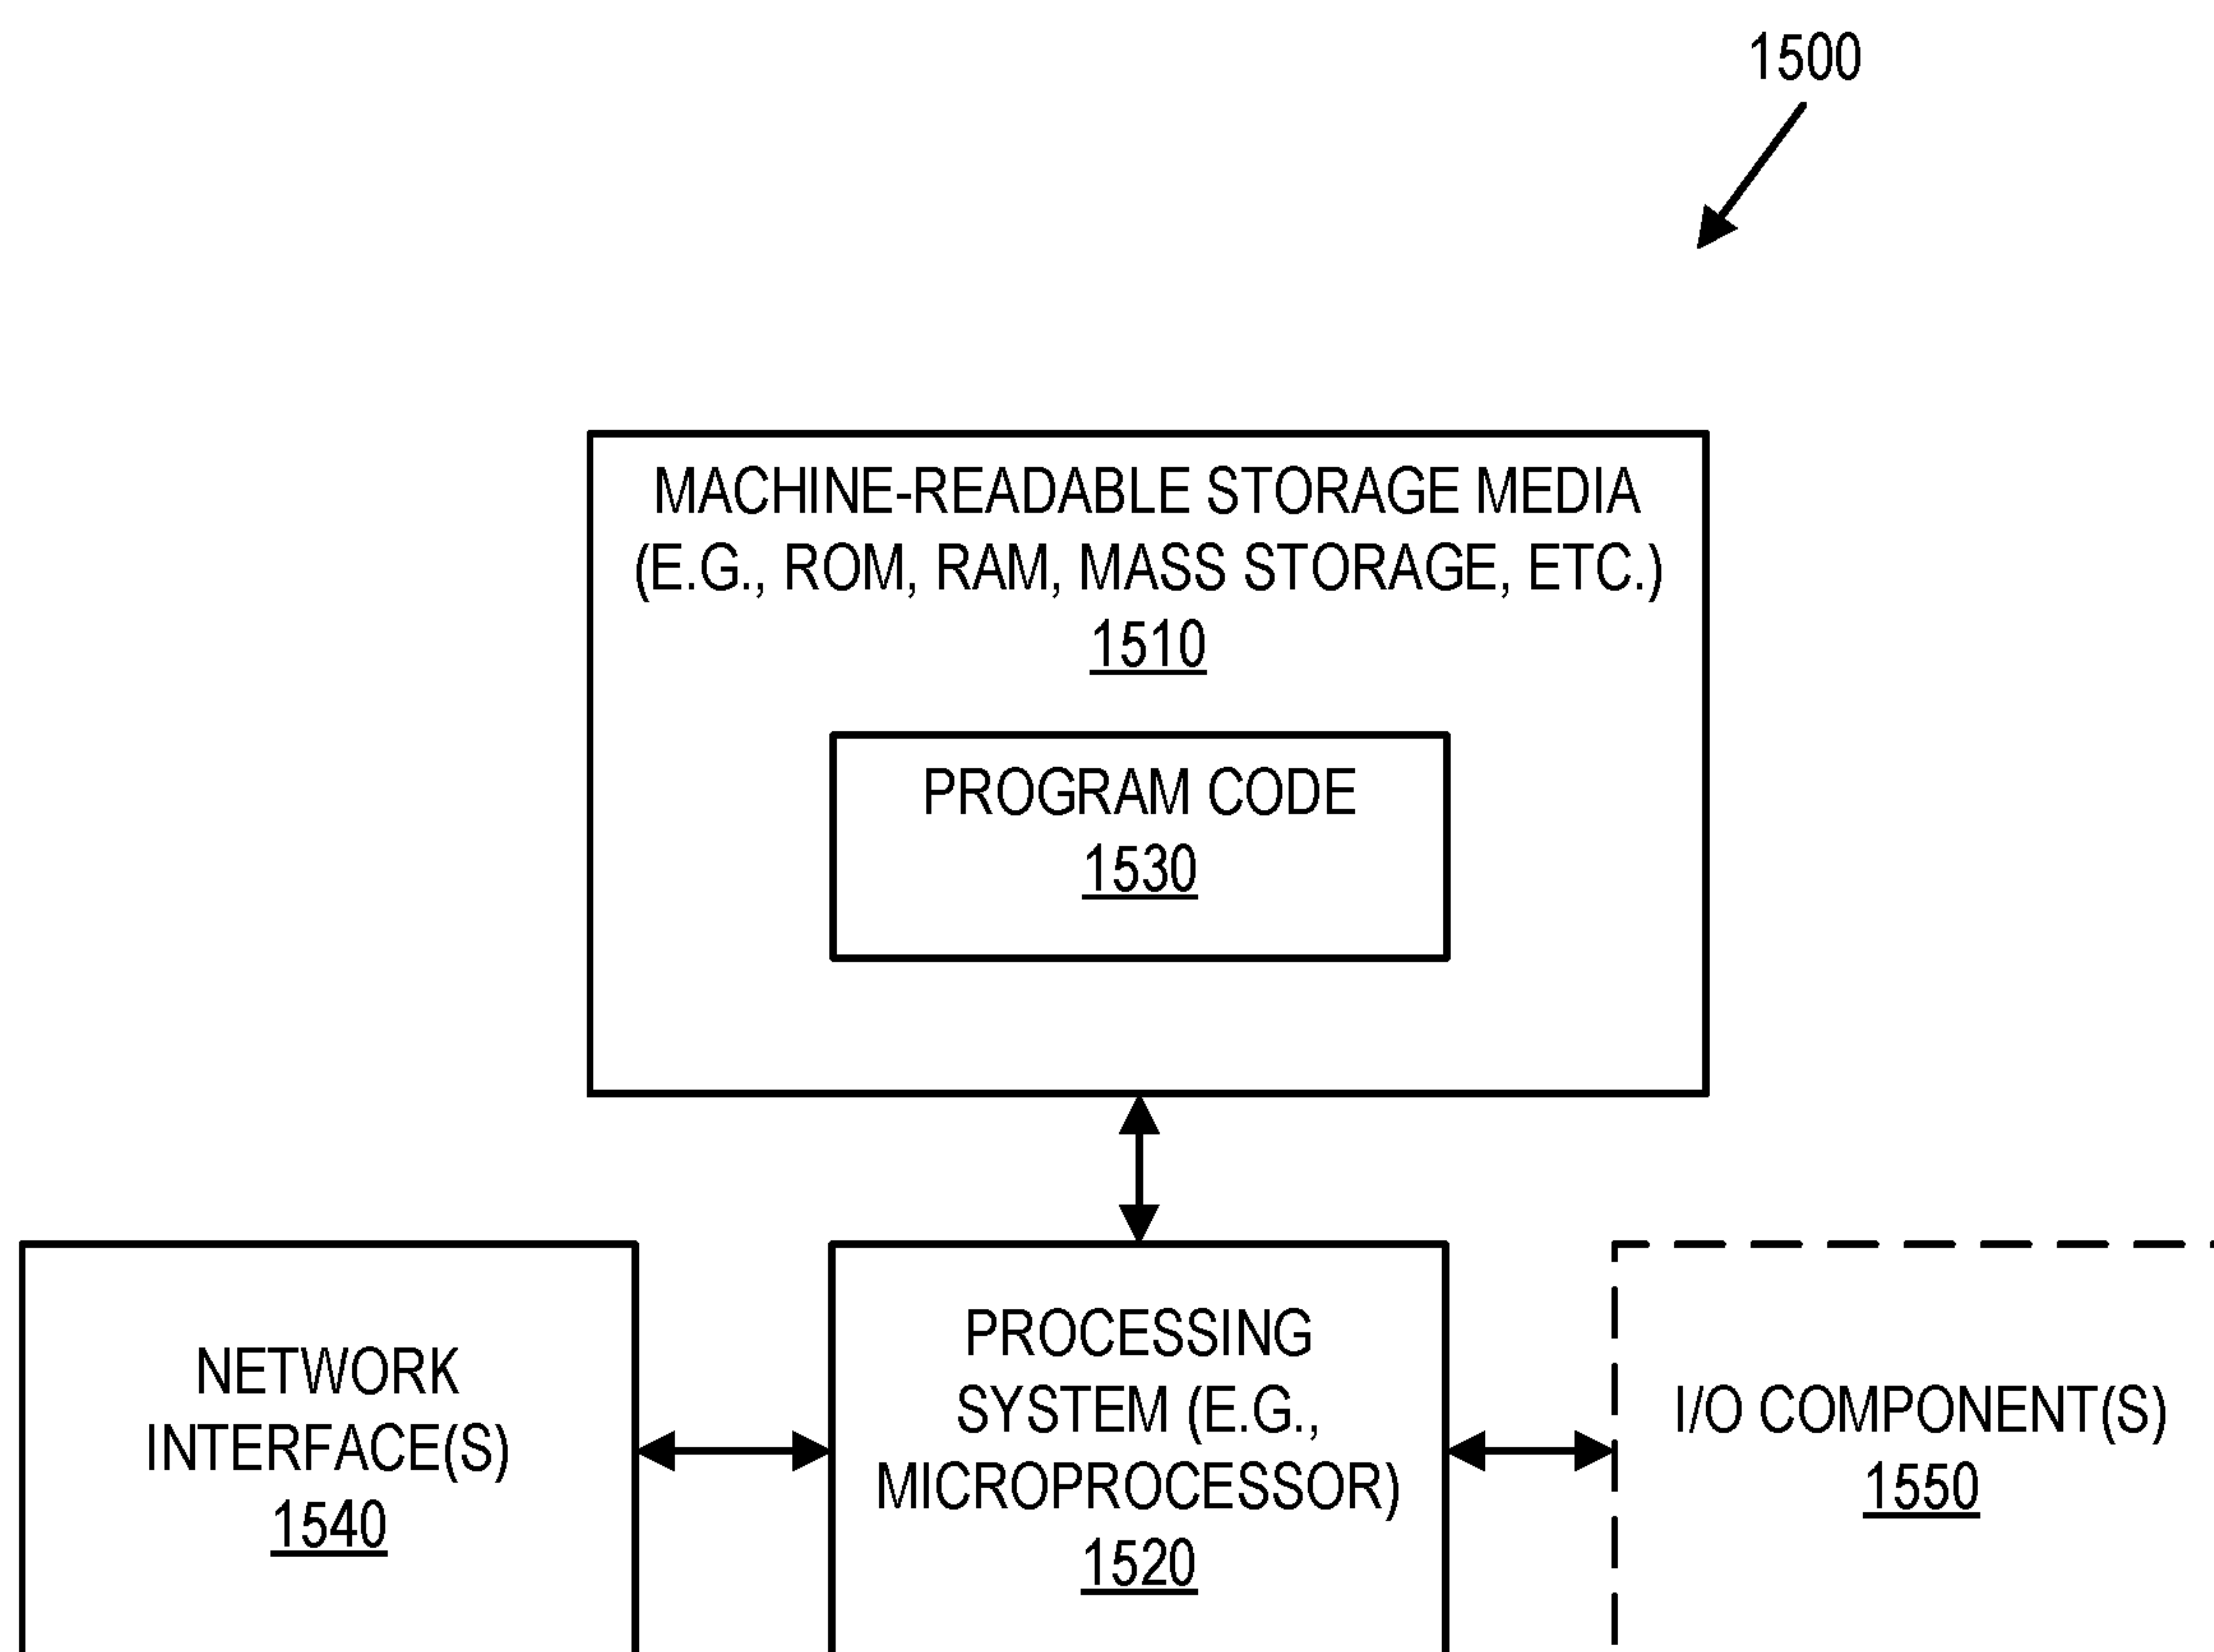 1500
MACHINE-READABLE STORAGE MEDIA
(E.G., ROM, RAM, MASS STORAGE, ETC.)
1510
PROGRAM CODE
1530
NETWORK
INTERFACE(S)
1540
PROCESSING
SYSTEM (E.G.,
MICROPROCESSOR)
1520
I/O COMPONENT(S)
1550